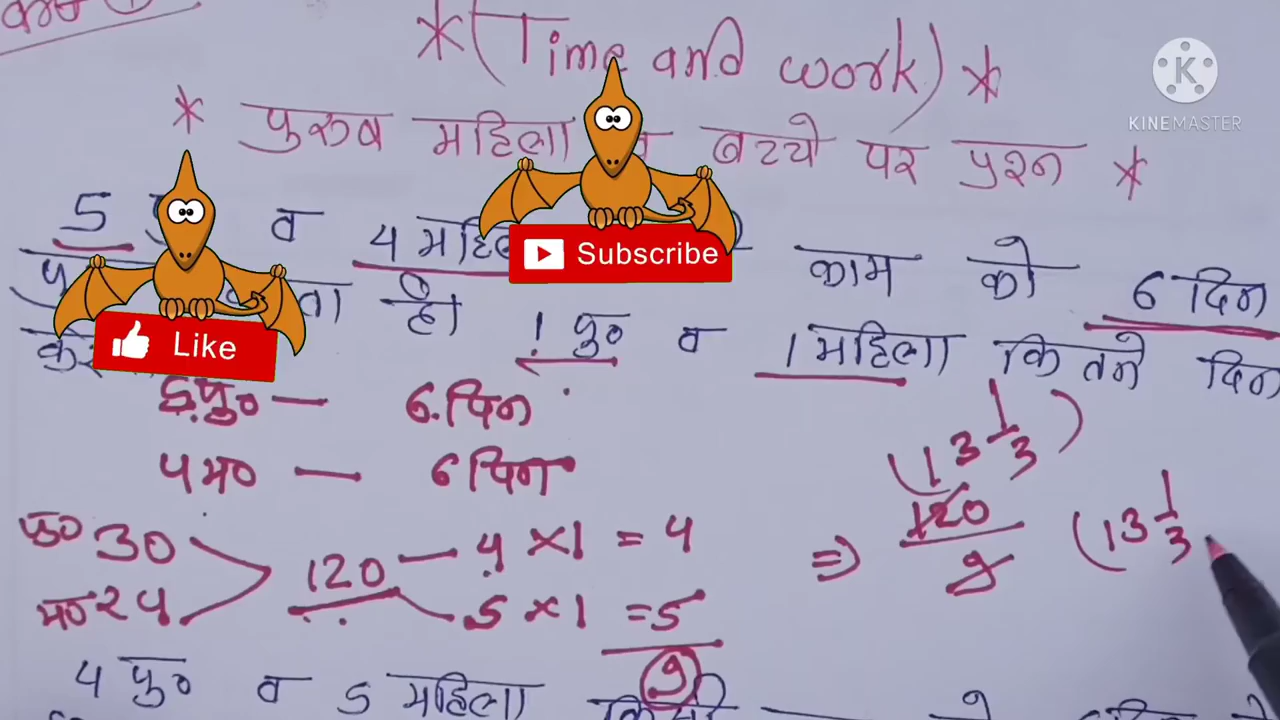 *(Time and work)*
KINEMASTER
* पुरुष महिला व बच्चो पर प्रश्न *
5 व 4 महिला काम को 6 दिन
Subscribe
है। 1 पु० व 1 महिला कितने दिन
Like
5 पु० — 6 दिन
4 म० — 6 दिन
(13 1/3)
पु० 30
म० 24
120
4 × 1 = 4
5 × 1 = 5
9
⇒ 120/9 (13 1/3
4 पु० व 5 महिला किसी